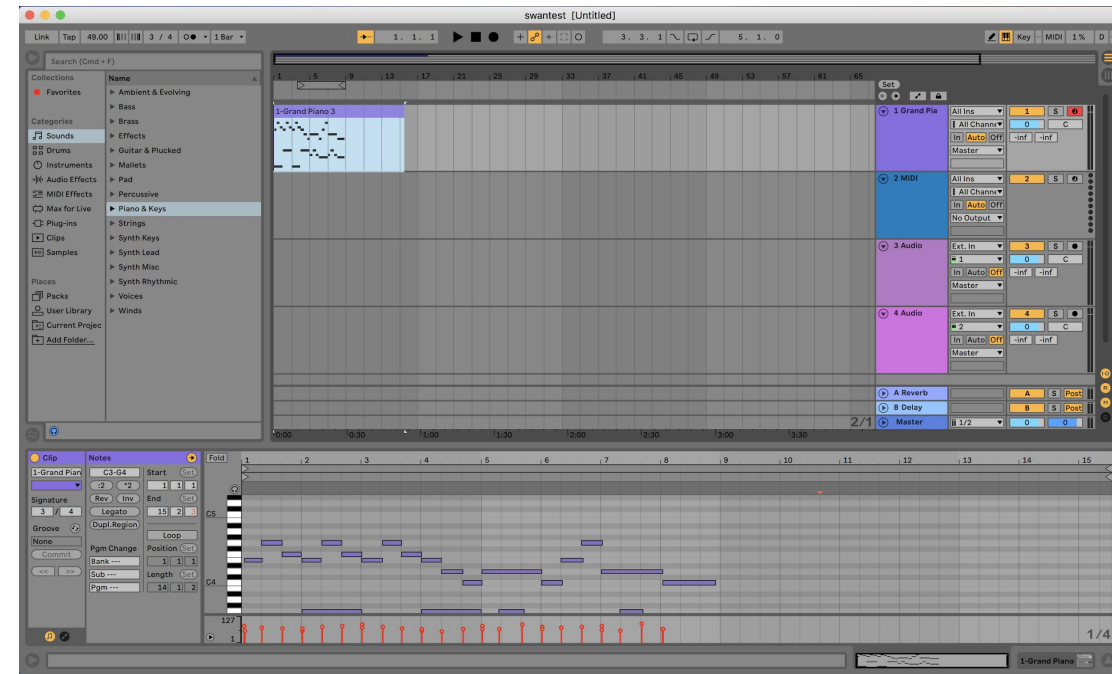 swantest [Untitled]
Link Tap 49.00 3 / 4 1 Bar 1. 1. 1 3. 3. 1 5. 1. 0 Key MIDI 1% D
Search (Cmd + F)
Collections
Favorites
Categories
Sounds
Drums
Instruments
Audio Effects
MIDI Effects
Max for Live
Plug-ins
Clips
Samples
Places
Packs
User Library
Current Projec
Add Folder...
Name
Ambient & Evolving
Bass
Brass
Effects
Guitar & Plucked
Mallets
Pad
Percussive
Piano & Keys
Strings
Synth Keys
Synth Lead
Synth Misc
Synth Rhythmic
Voices
Winds
1 5 9 13 17 21 25 29 33 37 41 45 49 53 57 61 65
Set
1-Grand Piano 3
1 Grand Pia All Ins 1 S
All Channe 0 C
In Auto Off -inf -inf
Master
2 MIDI All Ins 2 S
All Channe
In Auto Off
No Output
3 Audio Ext. In 3 S
1 0 C
In Auto Off -inf -inf
Master
4 Audio Ext. In 4 S
2 0 C
In Auto Off -inf -inf
Master
A Reverb A S Post
B Delay B S Post
2/1 Master 1/2 0 0
0:00 0:30 1:00 1:30 2:00 2:30 3:00 3:30
Clip
1-Grand Pian
Signature
3 / 4
Groove
None
Commit
<< >>
Notes
C3-G4 Start Set
:2 *2 1 1 1
Rev Inv End Set
Legato 15 2 3
Dupl.Region
Loop
Pgm Change Position Set
Bank --- 1 1 1
Sub --- Length Set
Pgm --- 14 1 2
Fold 1 2 3 4 5 6 7 8 9 10 11 12 13 14 15
C5
C4
127
1
1/4
1-Grand Piano